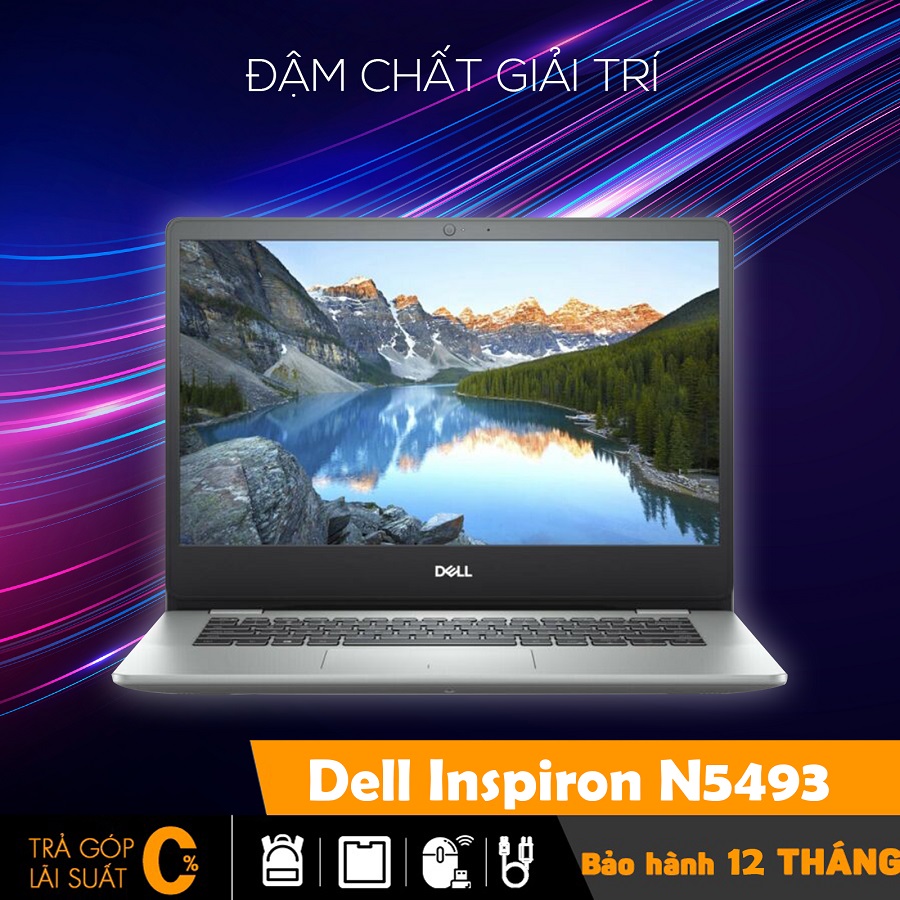 ĐẬM CHẤT GIẢI TRÍ
DELL
Dell Inspiron N5493
TRẢ GÓP
LÃI SUẤT
0%
Bảo hành 12 THÁNG